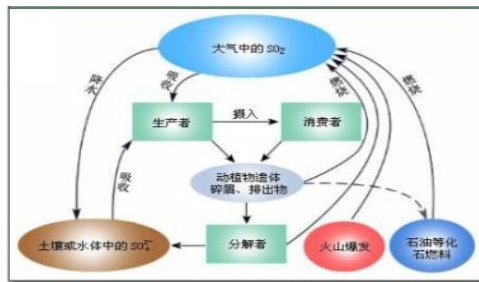 大气中的SO2
降水
吸收
燃烧
燃烧
生产者
摄入
消费者
吸收
动植物遗体
碎屑、排出物
土壤或水体中的SO4²⁻
分解者
火山爆发
石油等化
石燃料